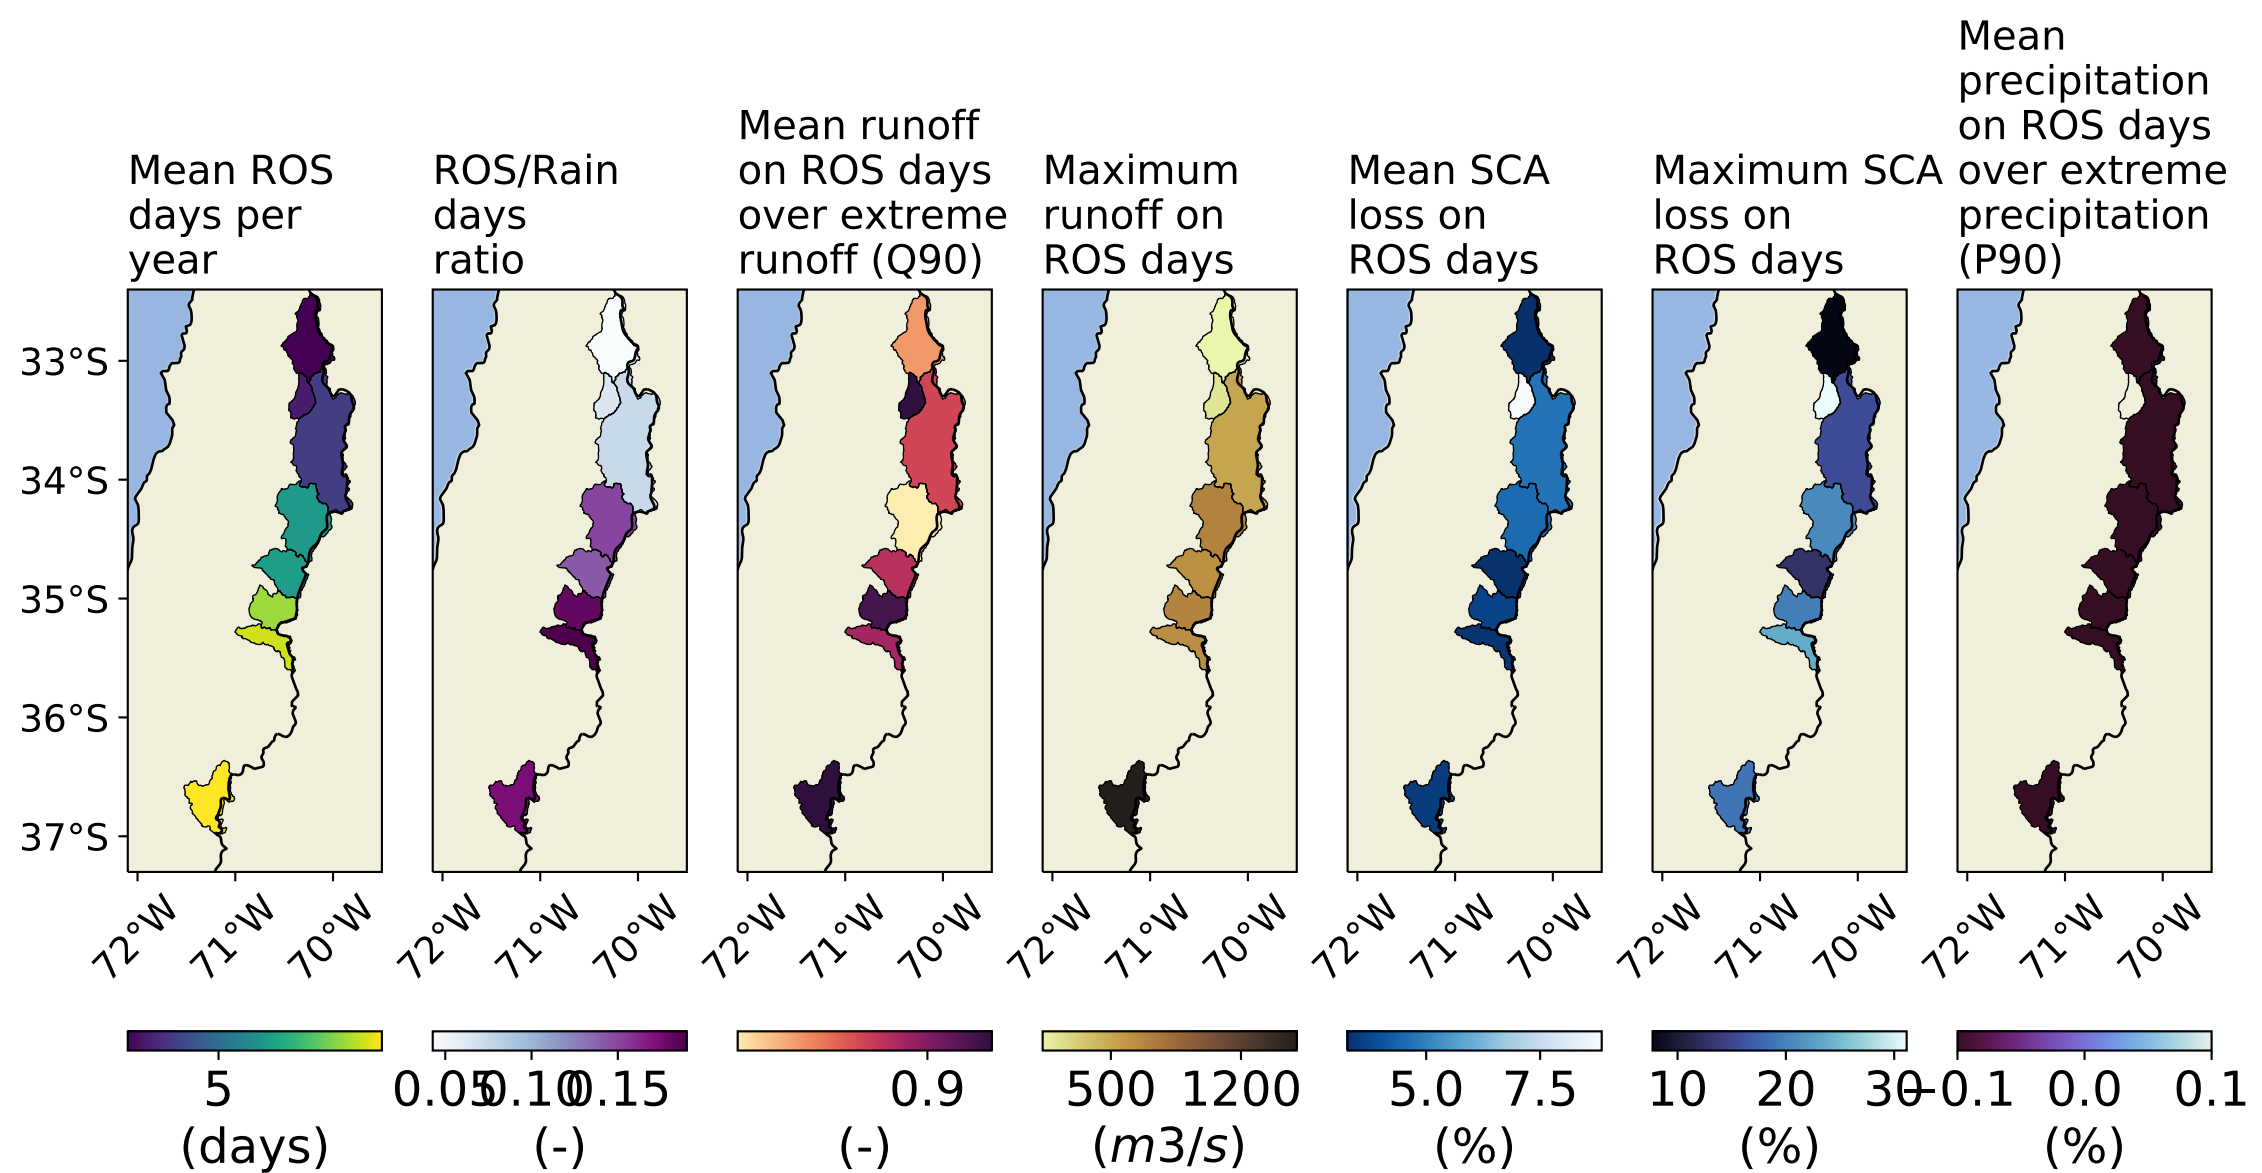 Mean ROS
days per
year
ROS/Rain
days
ratio
Mean runoff
on ROS days
over extreme
runoff (Q90)
Maximum
runoff on
ROS days
Mean SCA
loss on
ROS days
Maximum SCA
loss on
ROS days
Mean
precipitation
on ROS days
over extreme
precipitation
(P90)
33°S
34°S
35°S
36°S
37°S
72°W 71°W 70°W
72°W 71°W 70°W
72°W 71°W 70°W
72°W 71°W 70°W
72°W 71°W 70°W
72°W 71°W 70°W
72°W 71°W 70°W
5
(days)
0.05 0.10 0.15
(-)
0.9
(-)
500 1200
(m3/s)
5.0 7.5
(%)
10 20 30
(%)
−0.1 0.0 0.1
(%)